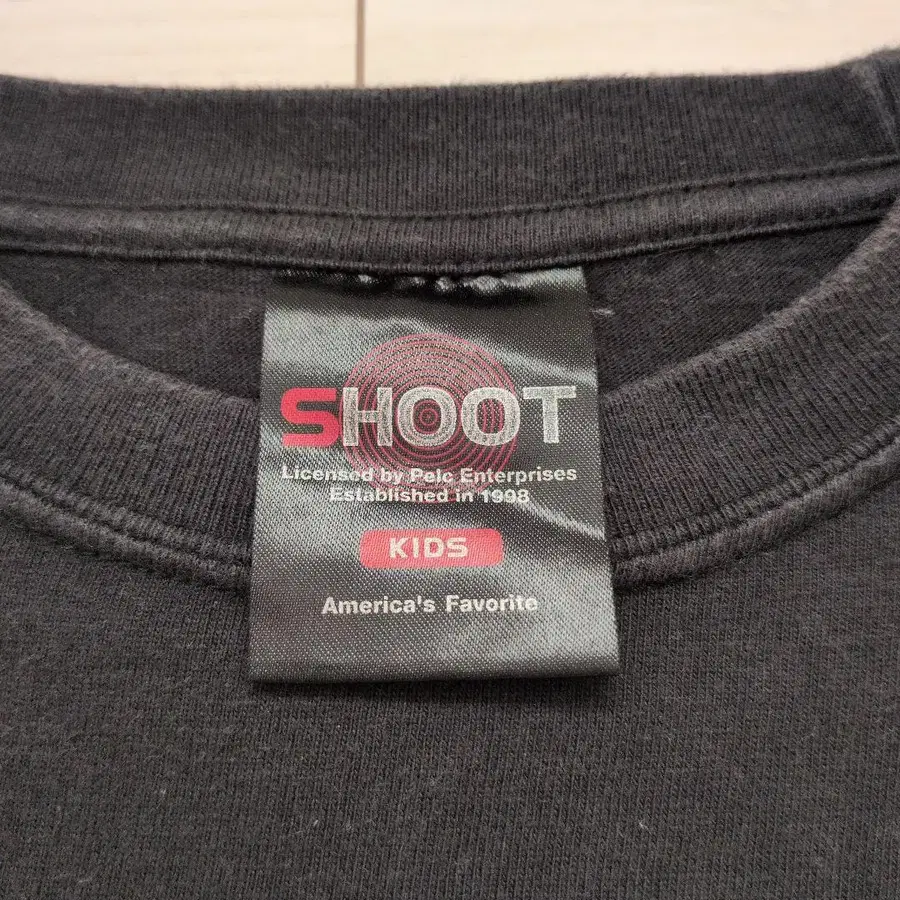 SHOOT
Licensed by Pelc Enterprises
Established in 1998
KIDS
America's Favorite